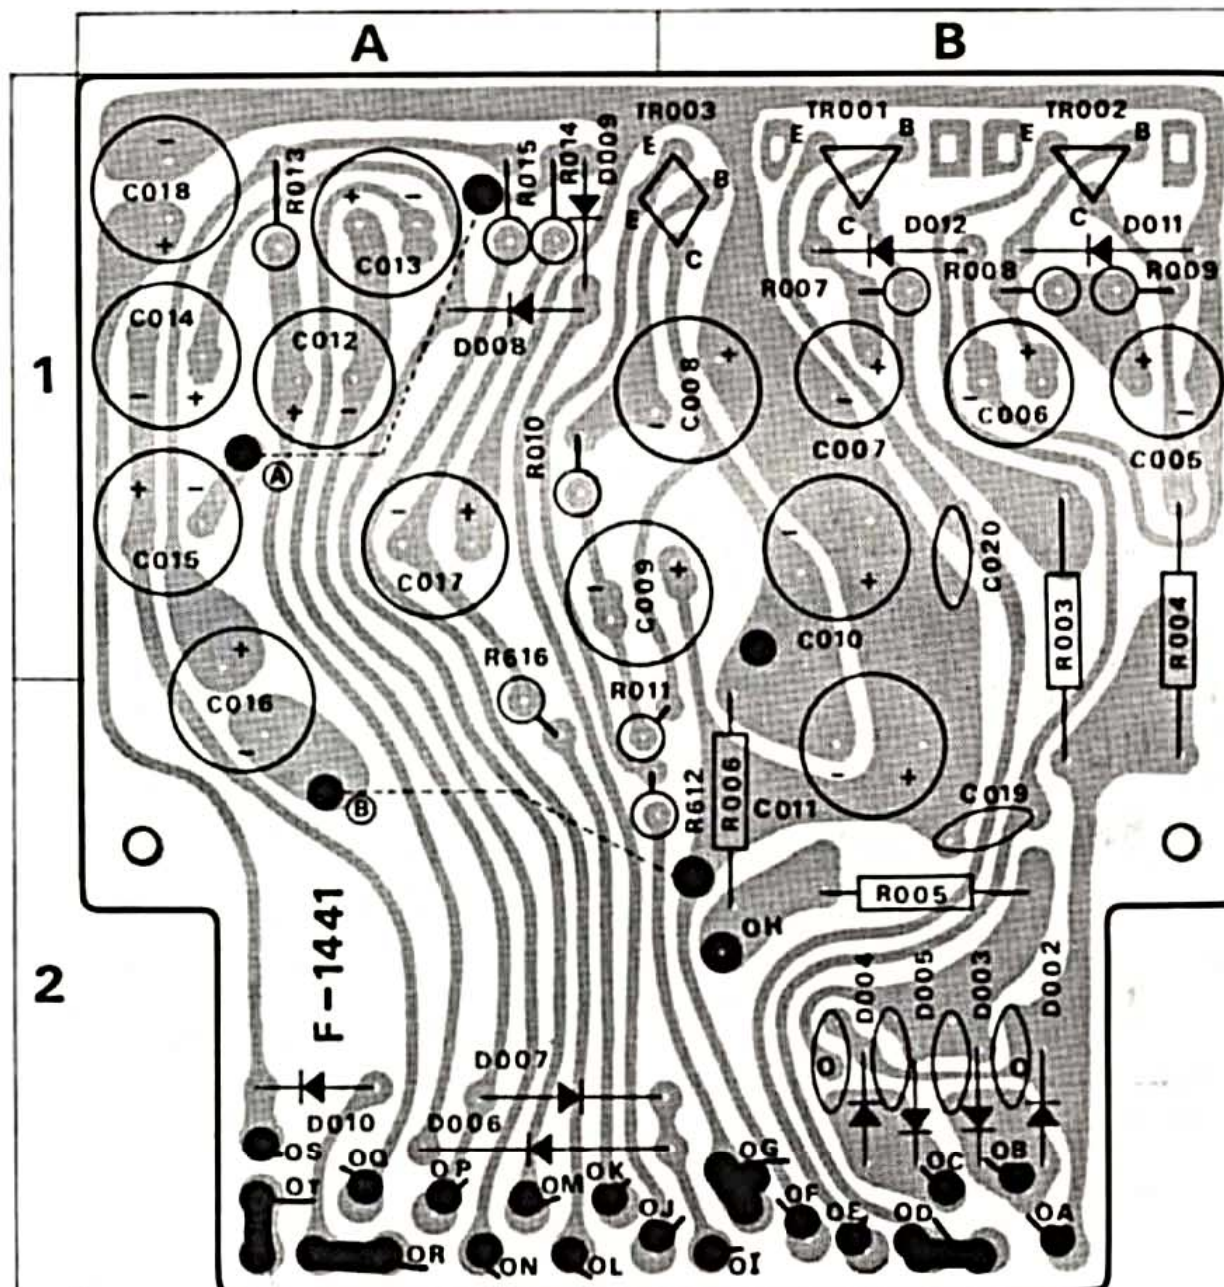 A B
1
2
TR003 TR001 TR002
E B E B E B
E C C C
C018 R013 C013 R015 R014 D009
D012 D011
R007 R008 R009
C014 C012 D008 C008
R010 C007 C006 C005
A
C015 C017 C009 C010 C020 R003 R004
R616 R011
C016
B
R612 R006 C011 C019
R005
OH
F-1441
D004 D005 D003 D002
O O
D007
D010 D006
OS OQ OP OM OK OG OC OB
OT OJ OF OE OD OA
OR ON OL OI